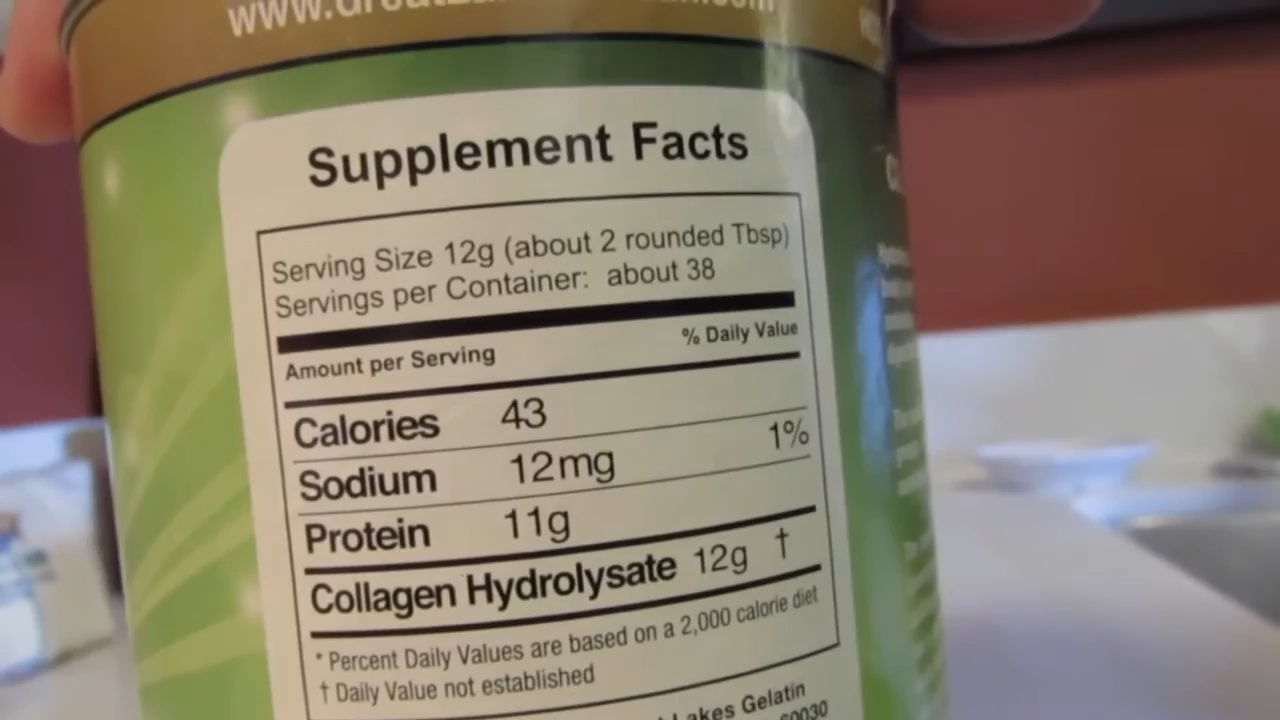 Supplement Facts
Serving Size 12g (about 2 rounded Tbsp)
Servings per Container: about 38
% Daily Value
Amount per Serving
Calories 43
Sodium 12mg 1%
Protein 11g
Collagen Hydrolysate 12g †
* Percent Daily Values are based on a 2,000 calorie diet
† Daily Value not established
Lakes Gelatin
60030